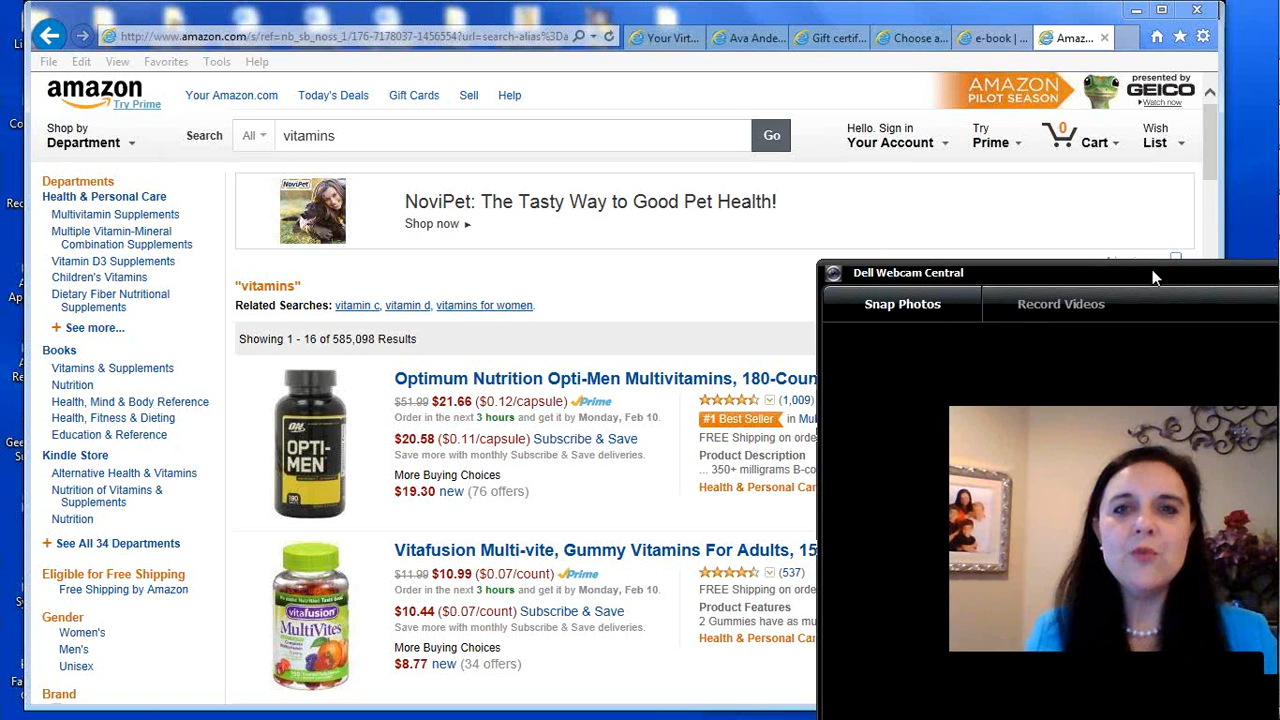 http://www.amazon.com/s/ref=nb_sb_noss_1/176-7178037-1456554?url=search-alias%3Da
Your Virt...
Ava Ande...
Gift certif...
Choose a...
e-book | ...
Amaz...
File Edit View Favorites Tools Help
amazon
Try Prime
Your Amazon.com Today's Deals Gift Cards Sell Help
AMAZON
PILOT SEASON
presented by
GEICO
Watch now
Shop by
Department
Search All vitamins Go
Hello. Sign in
Your Account
Try
Prime
0
Cart
Wish
List
Departments
Health & Personal Care
Multivitamin Supplements
Multiple Vitamin-Mineral
Combination Supplements
Vitamin D3 Supplements
Children's Vitamins
Dietary Fiber Nutritional
Supplements
+ See more...
Books
Vitamins & Supplements
Nutrition
Health, Mind & Body Reference
Health, Fitness & Dieting
Education & Reference
Kindle Store
Alternative Health & Vitamins
Nutrition of Vitamins &
Supplements
Nutrition
+ See All 34 Departments
Eligible for Free Shipping
Free Shipping by Amazon
Gender
Women's
Men's
Unisex
Brand
NoviPet
NoviPet: The Tasty Way to Good Pet Health!
Shop now
"vitamins"
Related Searches: vitamin c, vitamin d, vitamins for women.
Showing 1 - 16 of 585,098 Results
ON
OPTI-
MEN
180
Optimum Nutrition Opti-Men Multivitamins, 180-Coun
$51.99 $21.66 ($0.12/capsule) Prime
Order in the next 3 hours and get it by Monday, Feb 10.
$20.58 ($0.11/capsule) Subscribe & Save
Save more with monthly Subscribe & Save deliveries.
More Buying Choices
$19.30 new (76 offers)
(1,009)
#1 Best Seller in Mul
FREE Shipping on orde
Product Description
... 350+ milligrams B-co
Health & Personal Car
vitafusion
MultiVites
Vitafusion Multi-vite, Gummy Vitamins For Adults, 15
$11.99 $10.99 ($0.07/count) Prime
Order in the next 3 hours and get it by Monday, Feb 10.
$10.44 ($0.07/count) Subscribe & Save
Save more with monthly Subscribe & Save deliveries.
More Buying Choices
$8.77 new (34 offers)
(537)
FREE Shipping on orde
Product Features
2 Gummies have as mu
Health & Personal Car
Dell Webcam Central
Snap Photos Record Videos